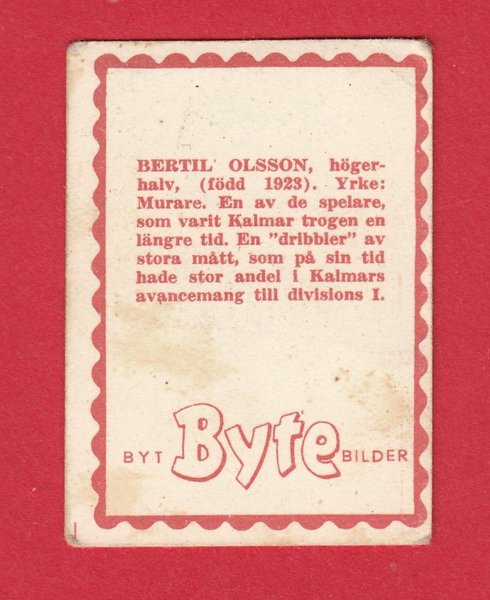 BERTIL OLSSON, höger-
halv, (född 1923). Yrke:
Murare. En av de spelare,
som varit Kalmar trogen en
längre tid. En ”dribbler” av
stora mått, som på sin tid
hade stor andel i Kalmars
avancemang till divisions I.
BYT Byte BILDER